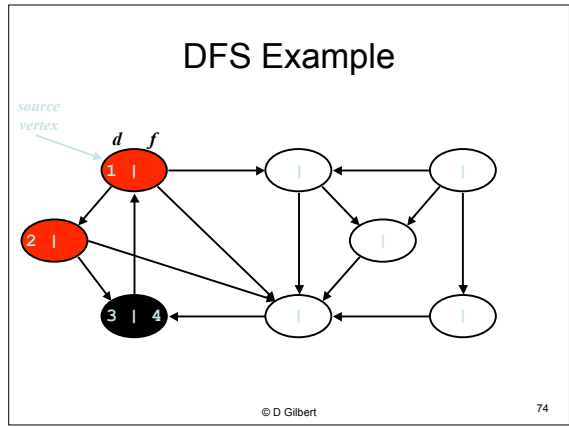 DFS Example
source
vertex
d f
1 | | |
2 | |
3 | 4 | |
© D Gilbert
74